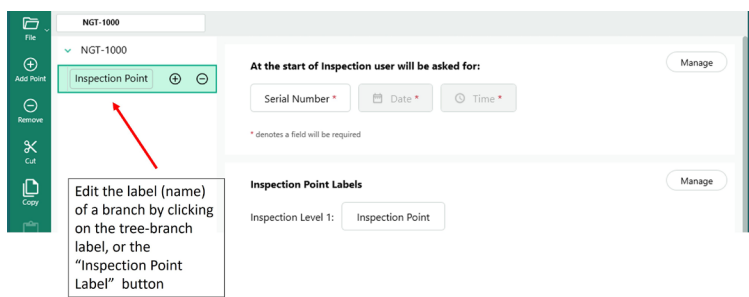 NGT-1000
File
NGT-1000
Add Point
Inspection Point
Remove
Cut
Copy
At the start of Inspection user will be asked for:
Manage
Serial Number *
Date *
Time *
* denotes a field will be required
Inspection Point Labels
Manage
Inspection Level 1:
Inspection Point
Edit the label (name)
of a branch by clicking
on the tree-branch
label, or the
“Inspection Point
Label” button